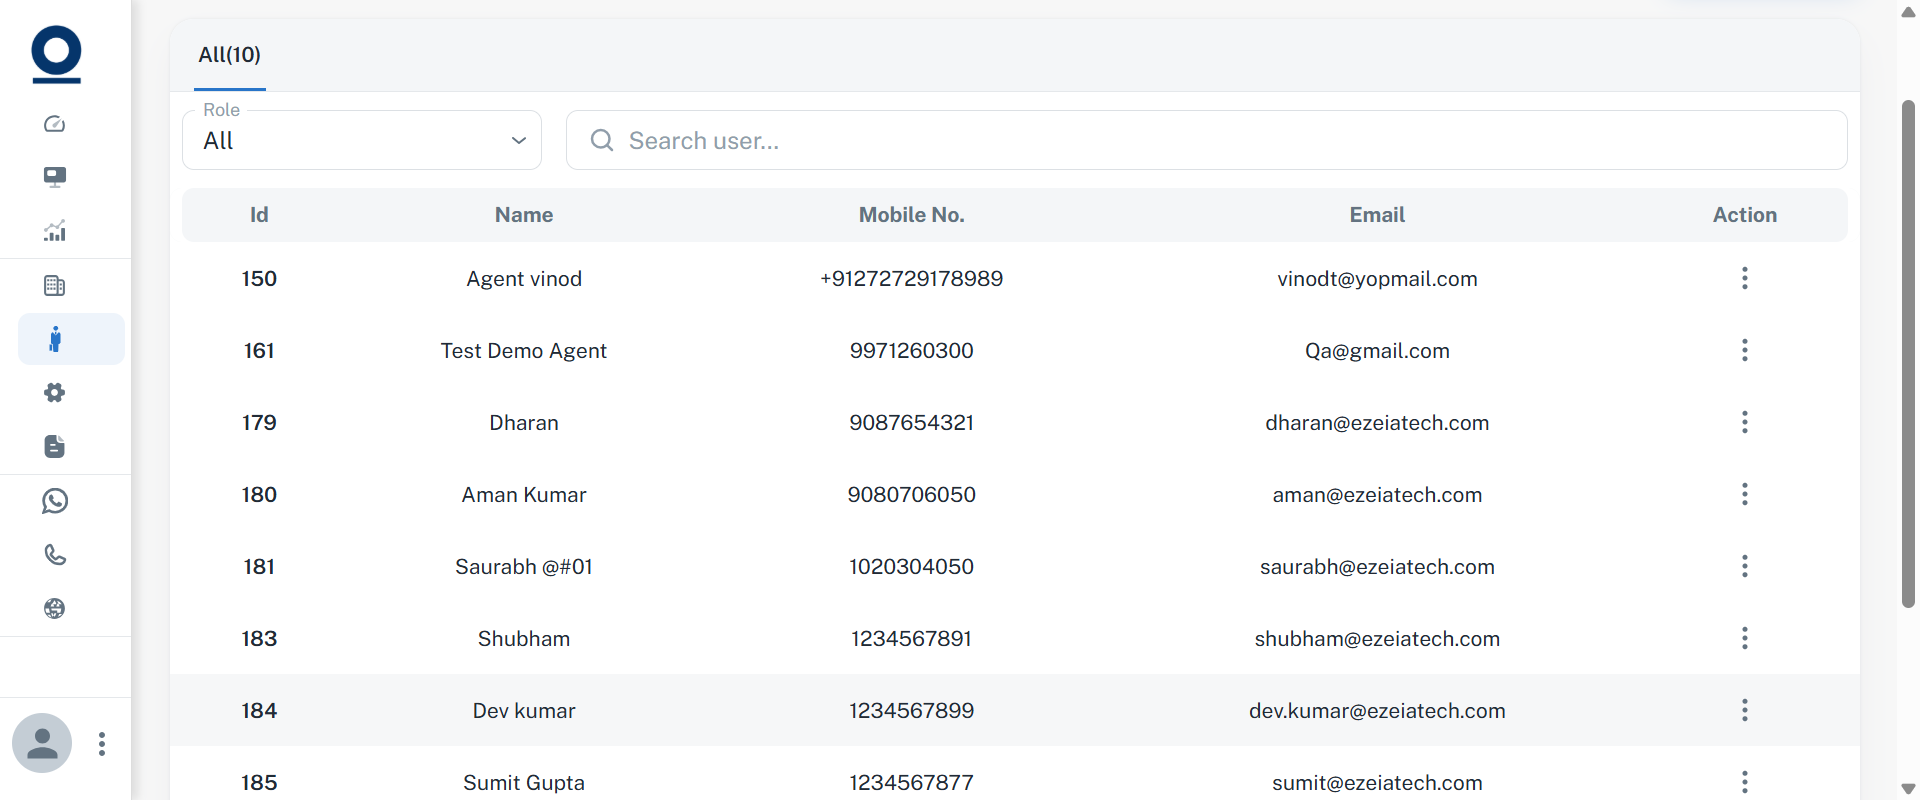 All(10)
Role
All
Search user...
Id Name Mobile No. Email Action
150 Agent vinod +91272729178989 vinodt@yopmail.com
161 Test Demo Agent 9971260300 Qa@gmail.com
179 Dharan 9087654321 dharan@ezeiatech.com
180 Aman Kumar 9080706050 aman@ezeiatech.com
181 Saurabh @#01 1020304050 saurabh@ezeiatech.com
183 Shubham 1234567891 shubham@ezeiatech.com
184 Dev kumar 1234567899 dev.kumar@ezeiatech.com
185 Sumit Gupta 1234567877 sumit@ezeiatech.com